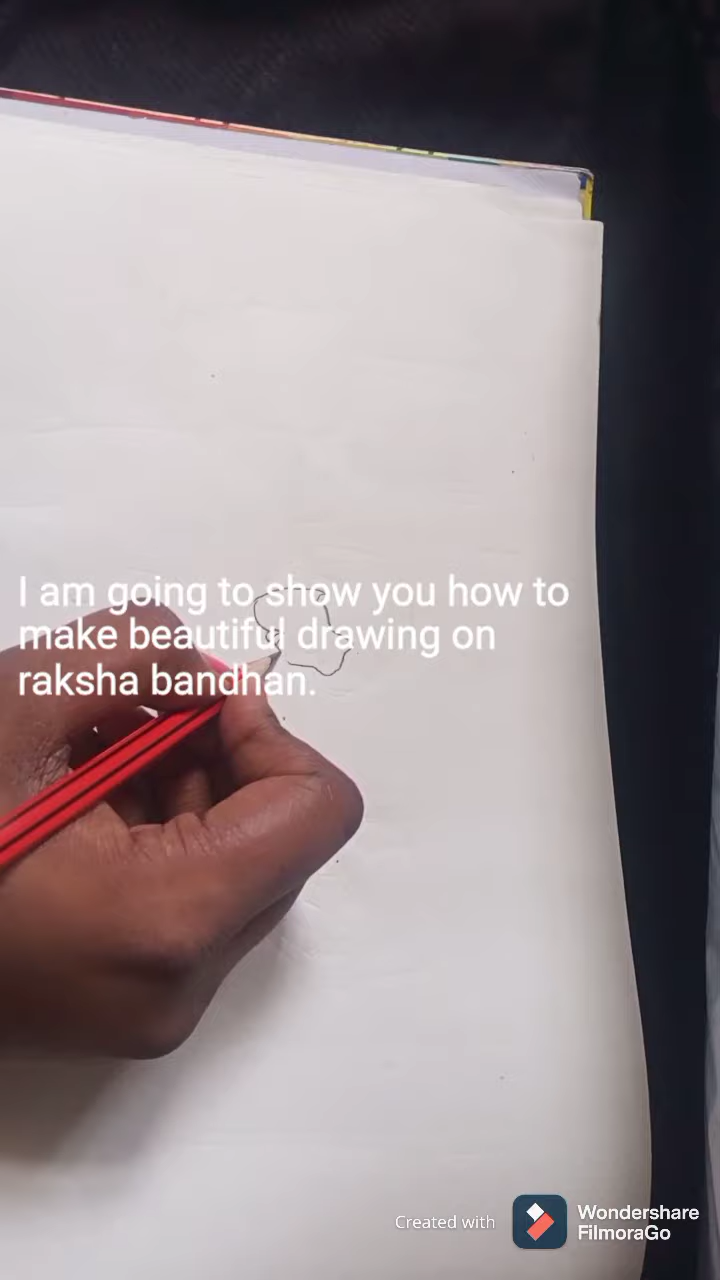 I am going to show you how to
make beautiful drawing on
raksha bandhan.
Created with
Wondershare
FilmoraGo